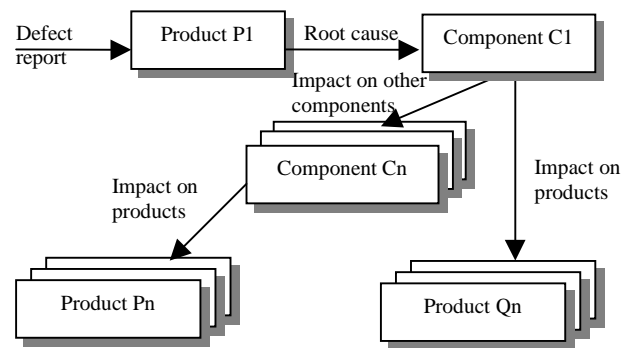 Defect
report
Product P1
Root cause
Component C1
Impact on other
components
Component Cn
Impact on
products
Impact on
products
Product Pn
Product Qn